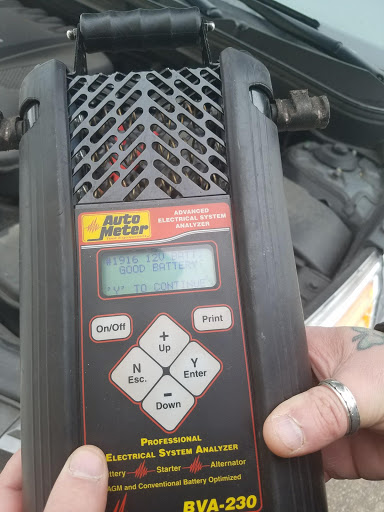 Auto
Meter
ADVANCED
ELECTRICAL SYSTEM
ANALYZER
GOOD BATTERY
'Y' TO CONTINUE
On/Off
+
Up
Print
N
Esc.
Y
Enter
-
Down
PROFESSIONAL
ELECTRICAL SYSTEM ANALYZER
ttery Starter Alternator
AGM and Conventional Battery Optimized
BVA-230